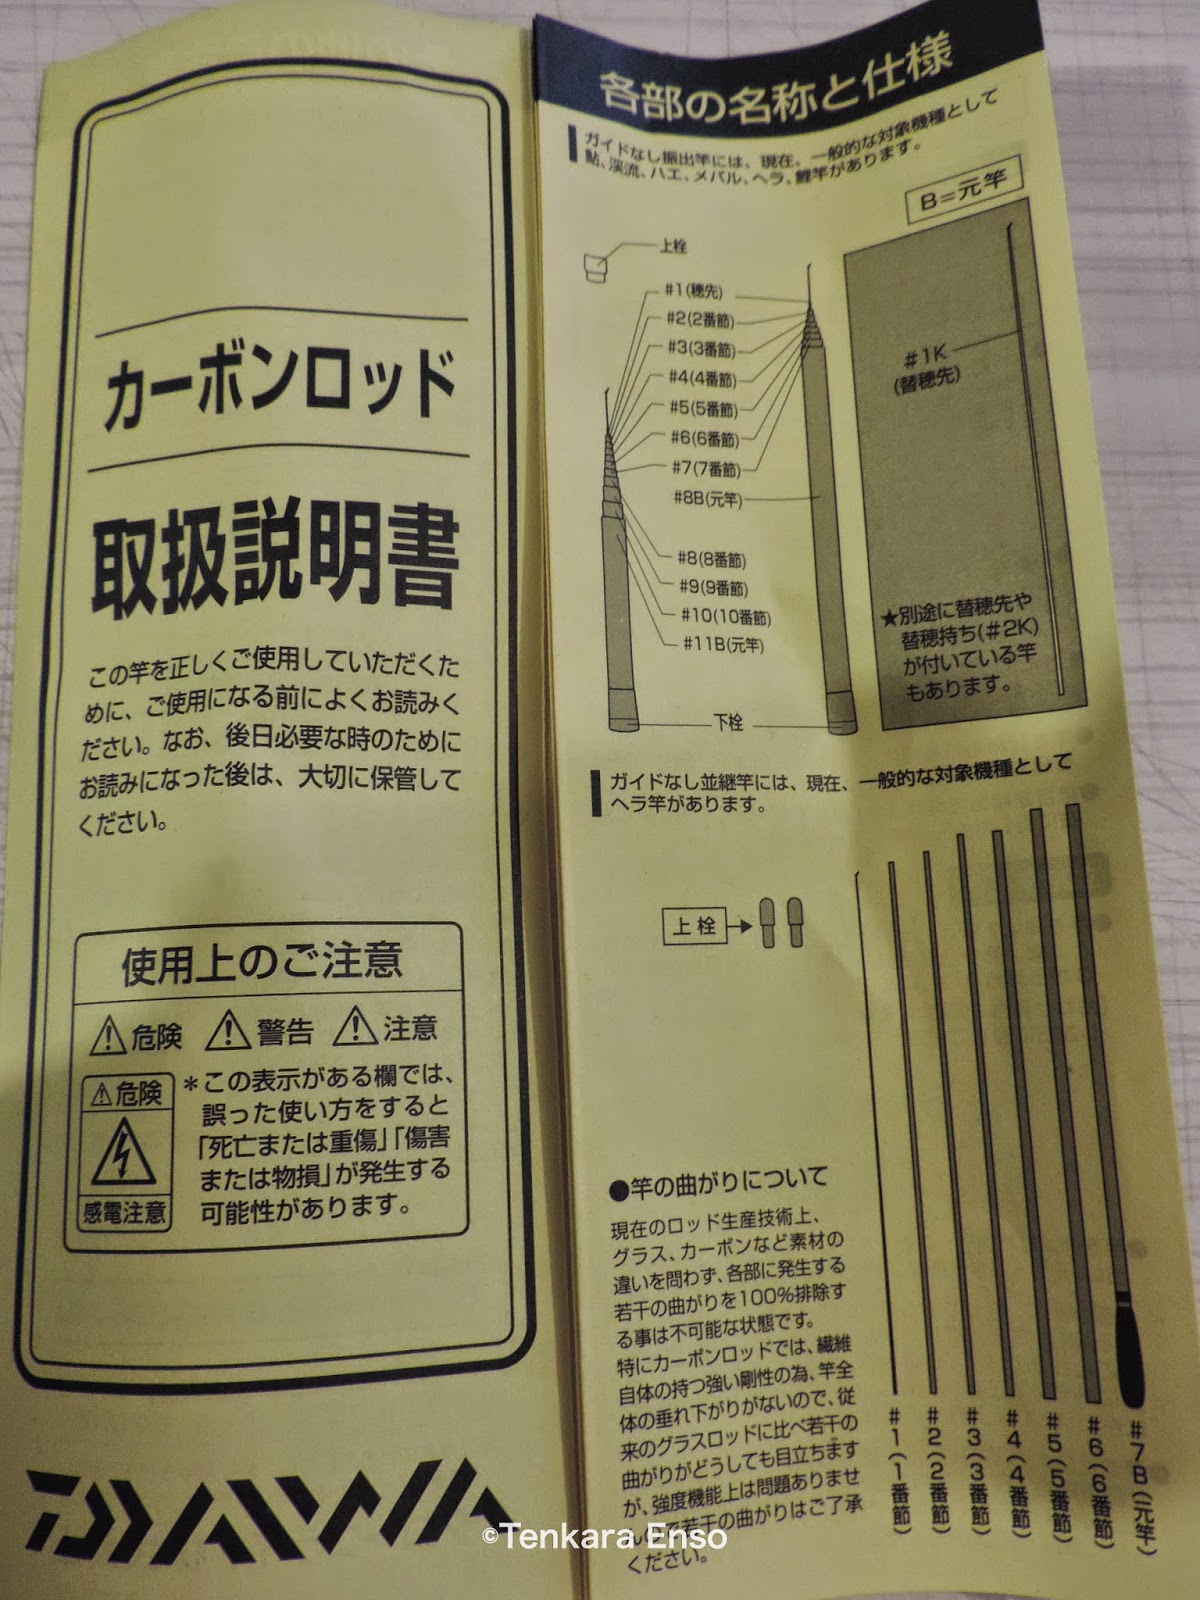 カーボンロッド
取扱説明書
この竿を正しくご使用していただくた
めに、ご使用になる前によくお読みく
ださい。なお、後日必要な時のために
お読みになった後は、大切に保管して
ください。
使用上のご注意
危険 警告 注意
危険
感電注意
＊この表示がある欄では、
誤った使い方をすると
「死亡または重傷」「傷害
または物損」が発生する
可能性があります。
DAIWA
各部の名称と仕様
ガイドなし振出竿には、現在、一般的な対象機種として
鮎、渓流、ハエ、メバル、ヘラ、鯉竿があります。
B=元竿
上栓
#1(穂先)
#2(2番節)
#3(3番節)
#4(4番節)
#5(5番節)
#6(6番節)
#7(7番節)
#8B(元竿)
#8(8番節)
#9(9番節)
#10(10番節)
#11B(元竿)
下栓
#1K
(替穂先)
★別途に替穂先や
替穂持ち(#2K)
が付いている竿
もあります。
ガイドなし並継竿には、現在、一般的な対象機種として
ヘラ竿があります。
上栓
#1(1番節)
#2(2番節)
#3(3番節)
#4(4番節)
#5(5番節)
#6(6番節)
#7B(元竿)
●竿の曲がりについて
現在のロッド生産技術上、
グラス、カーボンなど素材の
違いを問わず、各部に発生する
若干の曲がりを100%排除す
る事は不可能な状態です。
特にカーボンロッドでは、繊維
自体の持つ強い剛性の為、竿全
体の垂れ下がりがないので、従
来のグラスロッドに比べ若干の
曲がりがどうしても目立ちます
が、強度機能上は問題ありませ
んので若干の曲がりはご了承
ください。
©Tenkara Enso